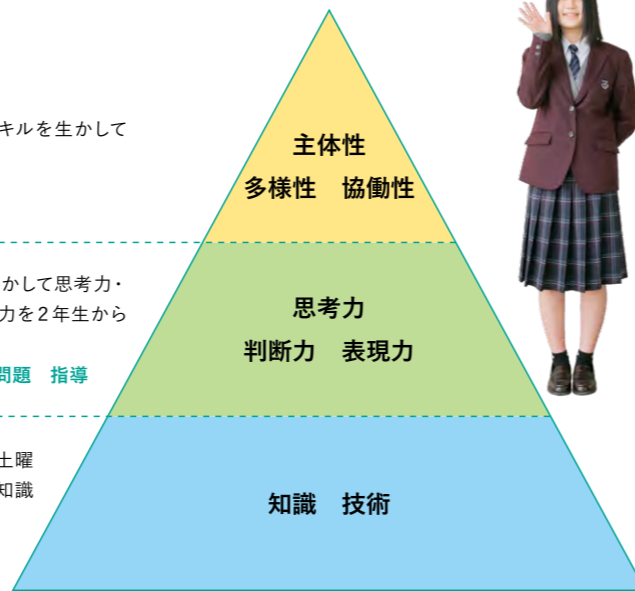 キルを生かして
主体性
多様性　協働性
かして思考力・
力を2年生から
問題　指導
思考力
判断力　表現力
土曜
知識
知識　技術